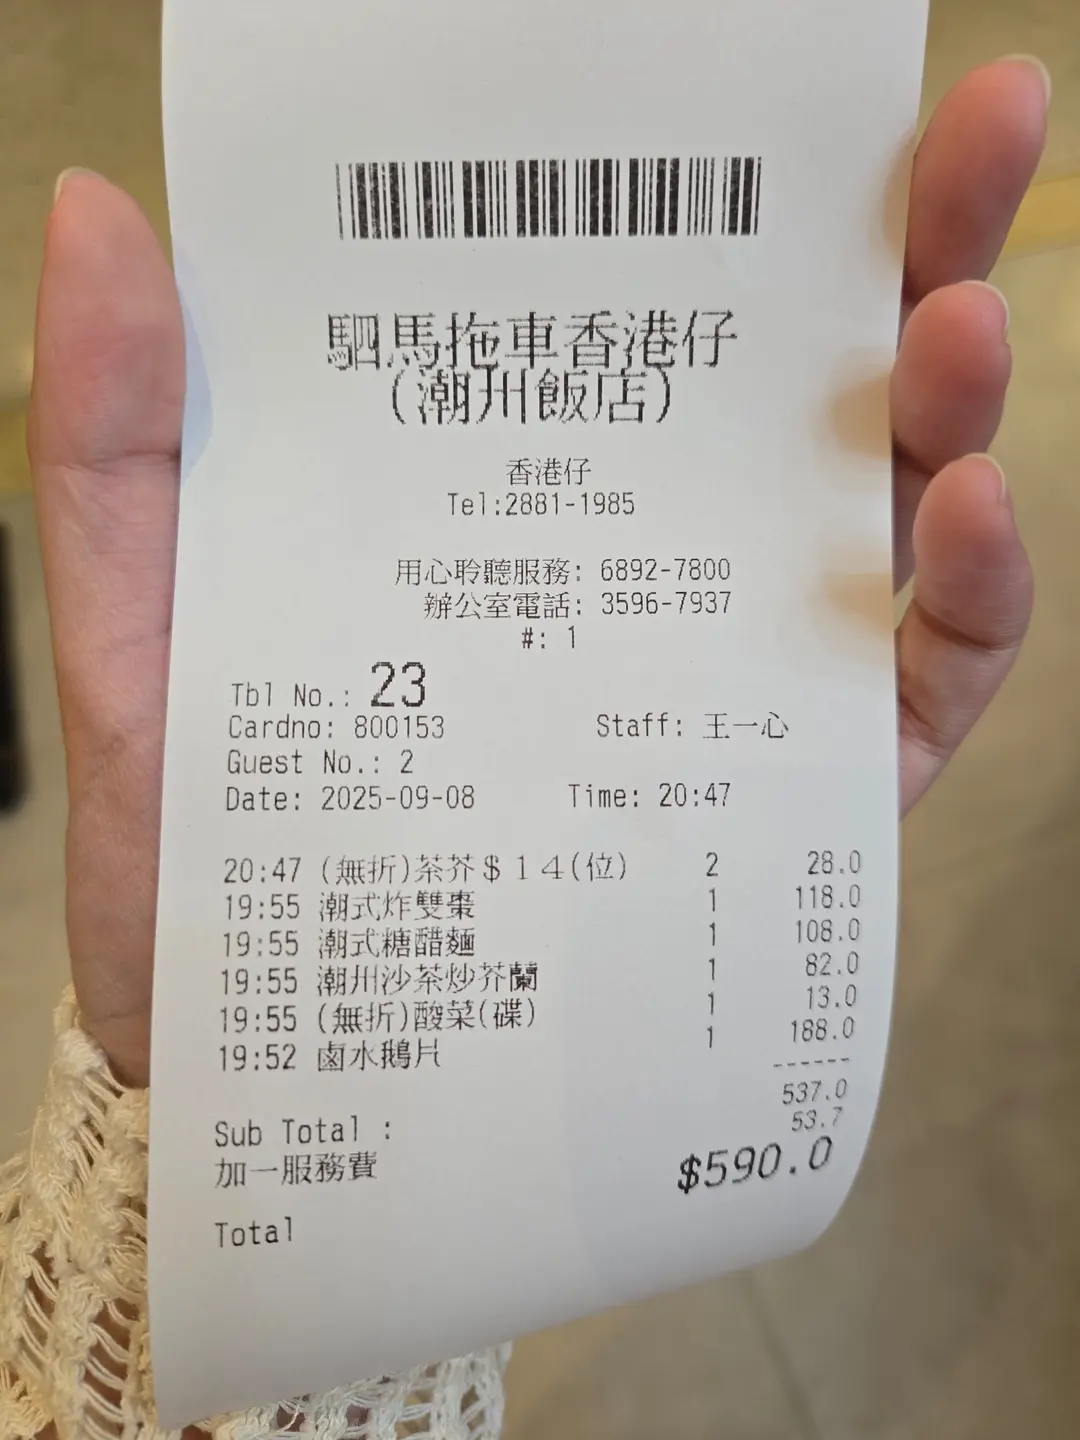 駟馬拖車香港仔
(潮州飯店)
香港仔
Tel:2881-1985
用心聆聽服務: 6892-7800
辦公室電話: 3596-7937
#: 1
Tbl No.: 23
Cardno: 800153 Staff: 王一心
Guest No.: 2
Date: 2025-09-08 Time: 20:47
20:47 (無折)茶芥＄１４(位) 2 28.0
19:55 潮式炸雙棗 1 118.0
19:55 潮式糖醋麵 1 108.0
19:55 潮州沙茶炒芥蘭 1 82.0
19:55 (無折)酸菜(碟) 1 13.0
19:52 鹵水鵝片 1 188.0
------
Sub Total : 537.0
加一服務費 53.7
Total $590.0